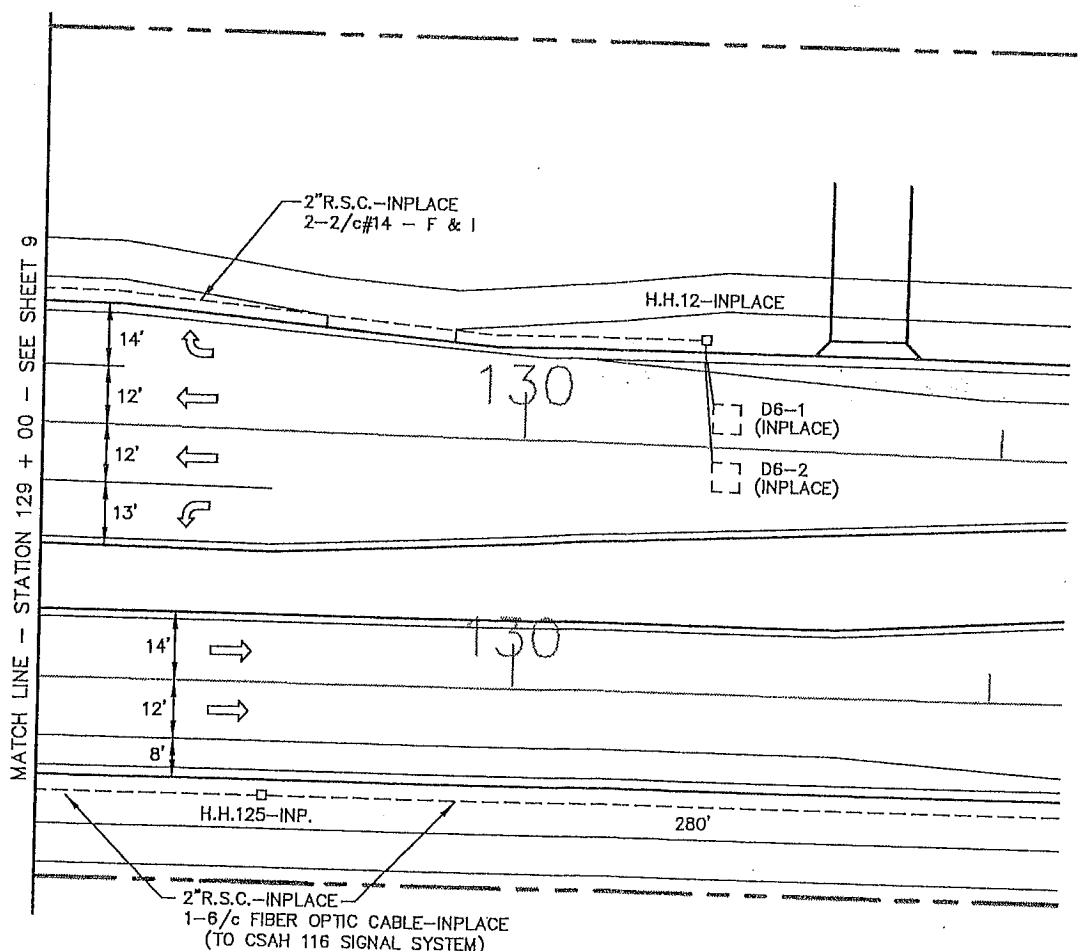 2"R.S.C.-INPLACE
2-2/c#14 - F & I
H.H.12-INPLACE
MATCH LINE - STATION 129 + 00 - SEE SHEET 9
14'
12'
12'
13'
130
D6-1
(INPLACE)
D6-2
(INPLACE)
130
14'
12'
8'
H.H.125-INP.
280'
2"R.S.C.-INPLACE
1-6/c FIBER OPTIC CABLE-INPLACE
(TO CSAH 116 SIGNAL SYSTEM)